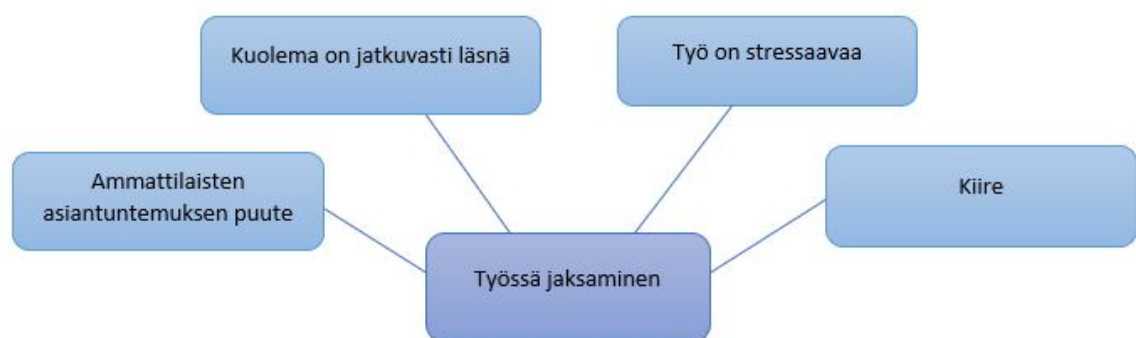 Kuolema on jatkuvasti läsnä
Työ on stressaavaa
Ammattilaisten
asiantuntemuksen puute
Kiire
Työssä jaksaminen